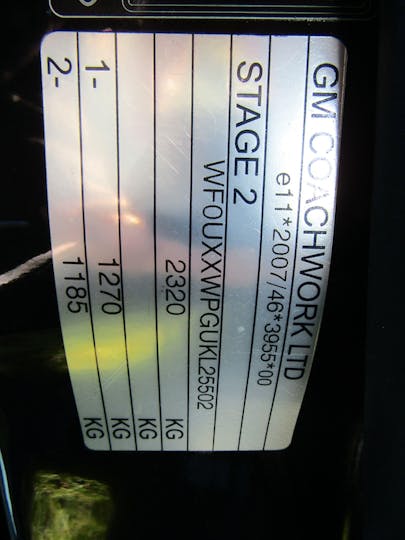 GM COACHWORK LTD
e11*2007/46*3955*00
STAGE 2
WF0UXXWPGUKL25502
2320 KG
KG
1- 1270 KG
2- 1185 KG